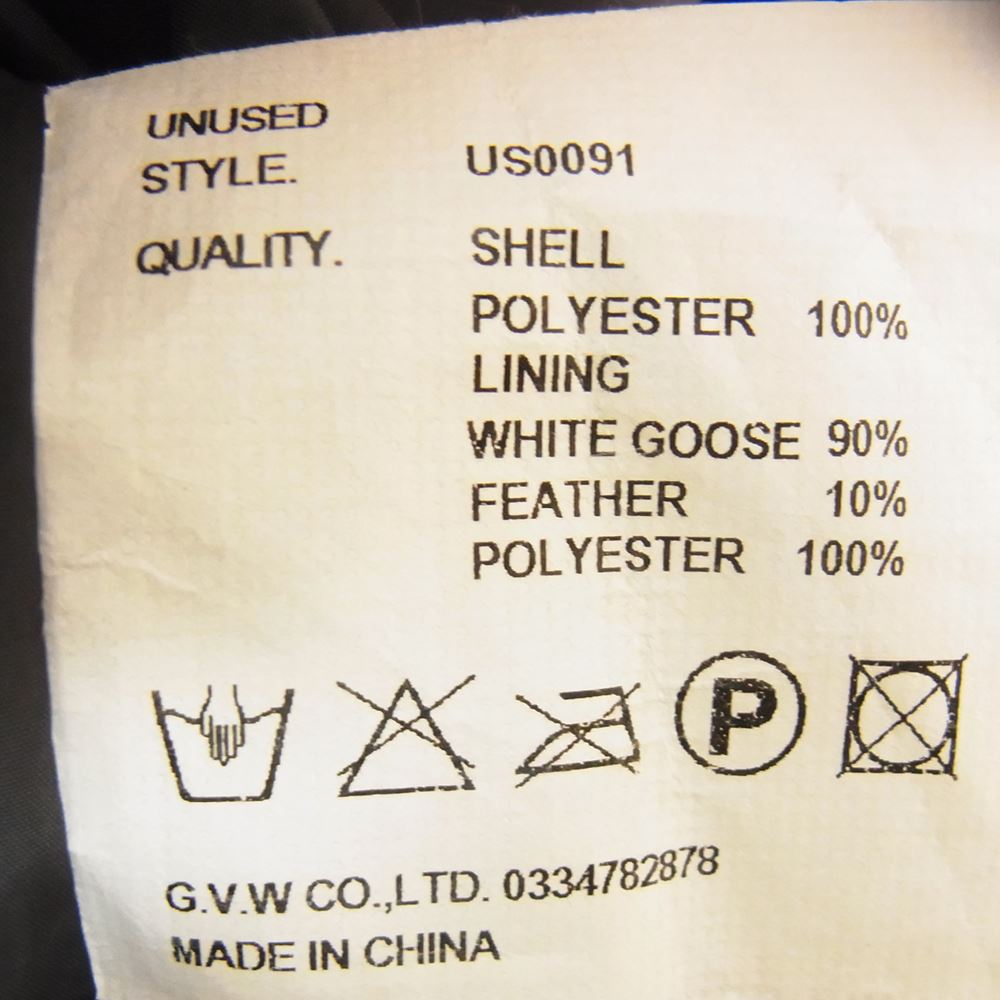 UNUSED
STYLE. US0091
QUALITY. SHELL
POLYESTER 100%
LINING
WHITE GOOSE 90%
FEATHER 10%
POLYESTER 100%
P
G.V.W CO.,LTD. 0334782878
MADE IN CHINA